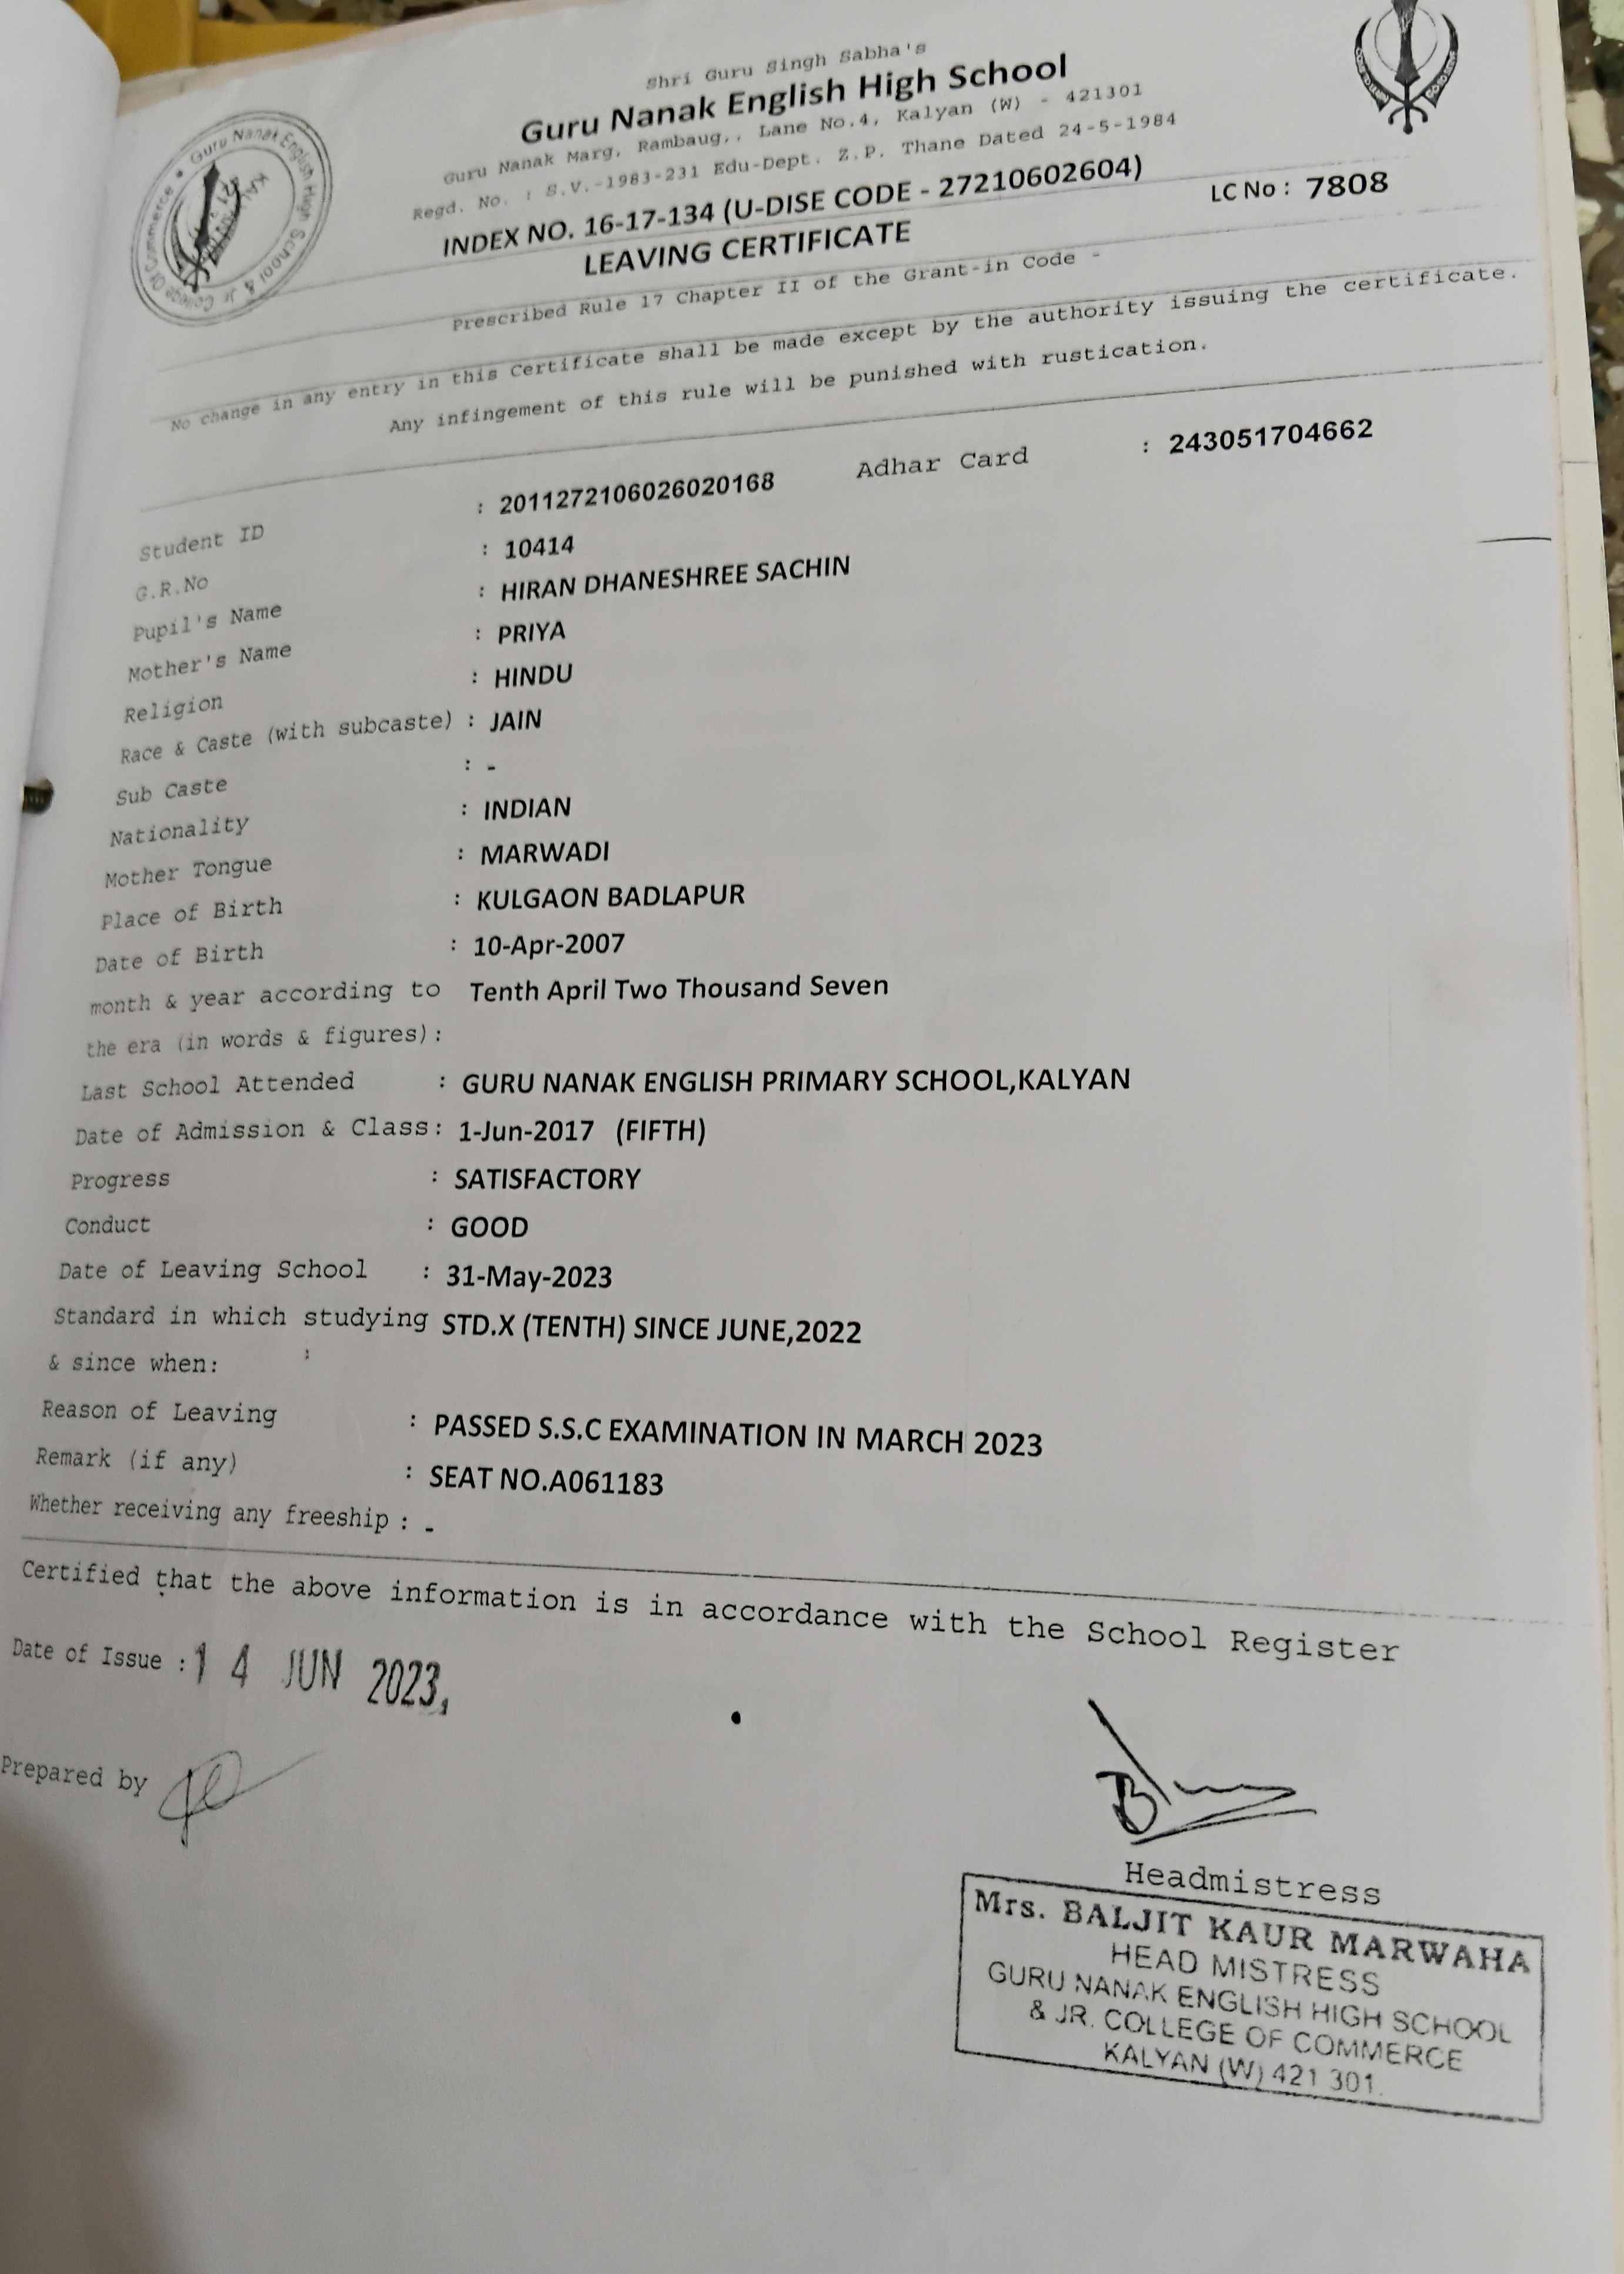 Shri Guru Singh Sabha's
Guru Nanak English High School
Guru Nanak Marg, Rambaug,, Lane No.4, Kalyan (W) - 421301
Regd. No. : S.V.-1983-231 Edu-Dept. Z.P. Thane Dated 24-5-1984
INDEX NO. 16-17-134 (U-DISE CODE - 27210602604)
LC No : 7808
LEAVING CERTIFICATE
Prescribed Rule 17 Chapter II of the Grant-in Code -
No change in any entry in this Certificate shall be made except by the authority issuing the certificate.
Any infingement of this rule will be punished with rustication.
Student ID : 2011272106026020168 Adhar Card : 243051704662
G.R.No : 10414
Pupil's Name : HIRAN DHANESHREE SACHIN
Mother's Name : PRIYA
Religion : HINDU
Race & Caste (with subcaste) : JAIN
Sub Caste : -
Nationality : INDIAN
Mother Tongue : MARWADI
Place of Birth : KULGAON BADLAPUR
Date of Birth : 10-Apr-2007
month & year according to Tenth April Two Thousand Seven
the era (in words & figures):
Last School Attended : GURU NANAK ENGLISH PRIMARY SCHOOL,KALYAN
Date of Admission & Class: 1-Jun-2017 (FIFTH)
Progress : SATISFACTORY
Conduct : GOOD
Date of Leaving School : 31-May-2023
Standard in which studying STD.X (TENTH) SINCE JUNE,2022
& since when: :
Reason of Leaving : PASSED S.S.C EXAMINATION IN MARCH 2023
Remark (if any) : SEAT NO.A061183
Whether receiving any freeship : -
Certified that the above information is in accordance with the School Register
Date of Issue : 14 JUN 2023,
Prepared by
Headmistress
Mrs. BALJIT KAUR MARWAHA
HEAD MISTRESS
GURU NANAK ENGLISH HIGH SCHOOL
& JR. COLLEGE OF COMMERCE
KALYAN (W) 421 301.
Guru Nanak English High School & Jr College Of Commerce